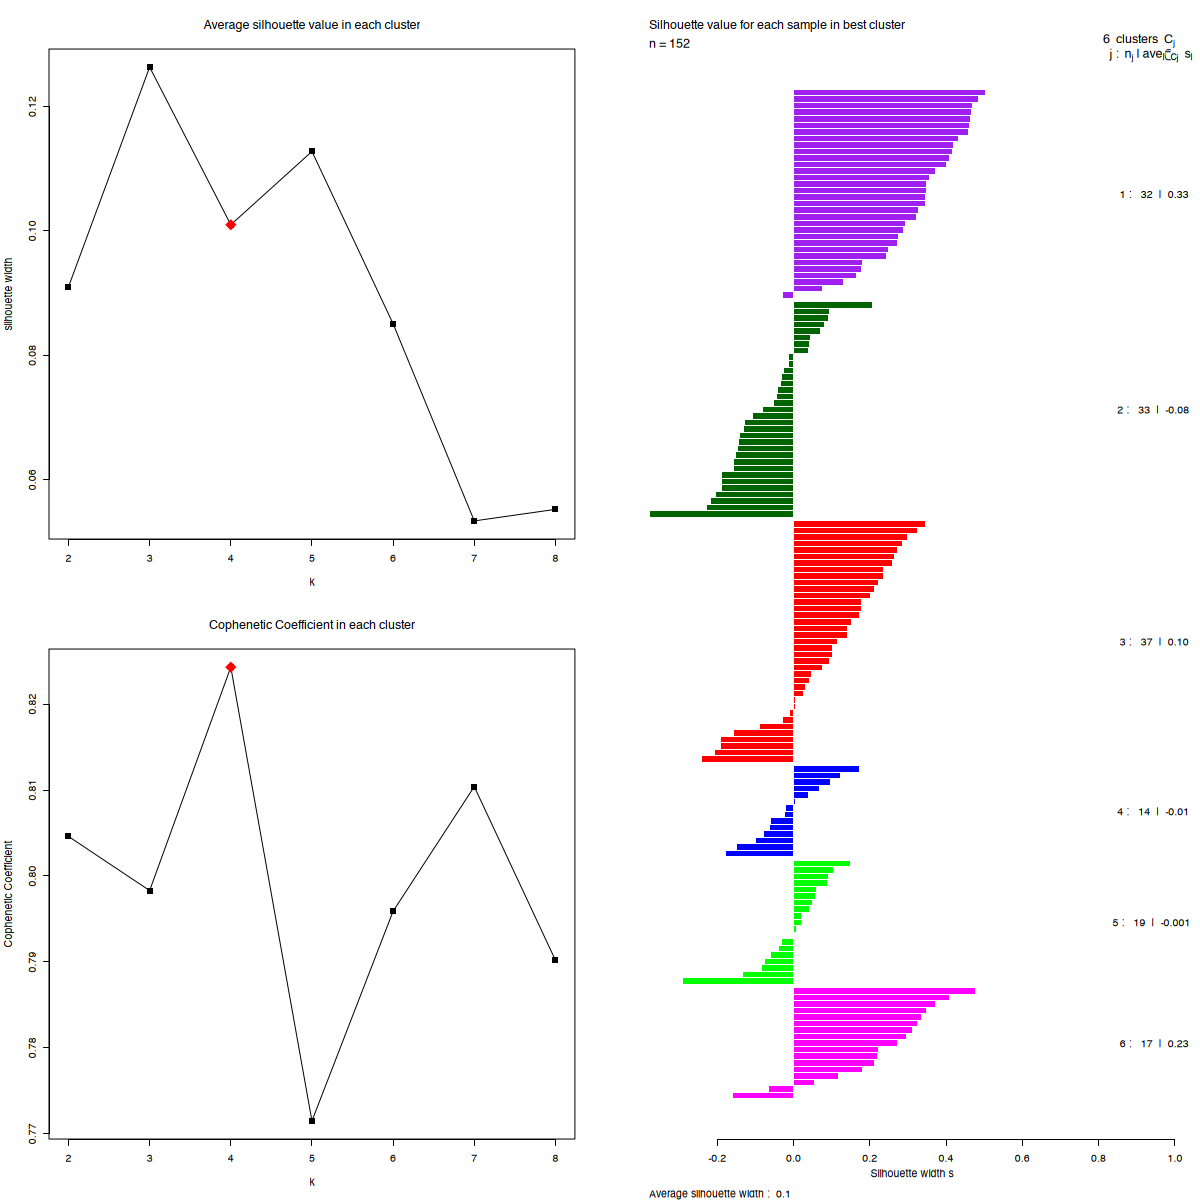 Average silhouette value in each cluster
silhouette width
0.12
0.10
0.08
0.06
2 3 4 5 6 7 8
k
Cophenetic Coefficient in each cluster
Cophenetic Coefficient
0.82
0.81
0.80
0.79
0.78
0.77
2 3 4 5 6 7 8
k
Silhouette value for each sample in best cluster
n = 152
6 clusters Cj
j : nj | avei∈Cj si
1 : 32 | 0.33
2 : 33 | -0.08
3 : 37 | 0.10
4 : 14 | -0.01
5 : 19 | -0.001
6 : 17 | 0.23
-0.2 0.0 0.2 0.4 0.6 0.8 1.0
Silhouette width s
Average silhouette width : 0.1